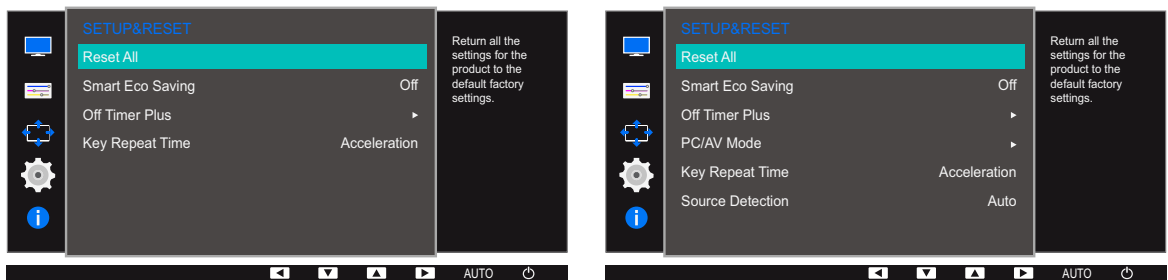 SETUP&RESET
Reset All
Smart Eco Saving Off
Off Timer Plus
Key Repeat Time Acceleration
Return all the
settings for the
product to the
default factory
settings.
AUTO
SETUP&RESET
Reset All
Smart Eco Saving Off
Off Timer Plus
PC/AV Mode
Key Repeat Time Acceleration
Source Detection Auto
Return all the
settings for the
product to the
default factory
settings.
AUTO